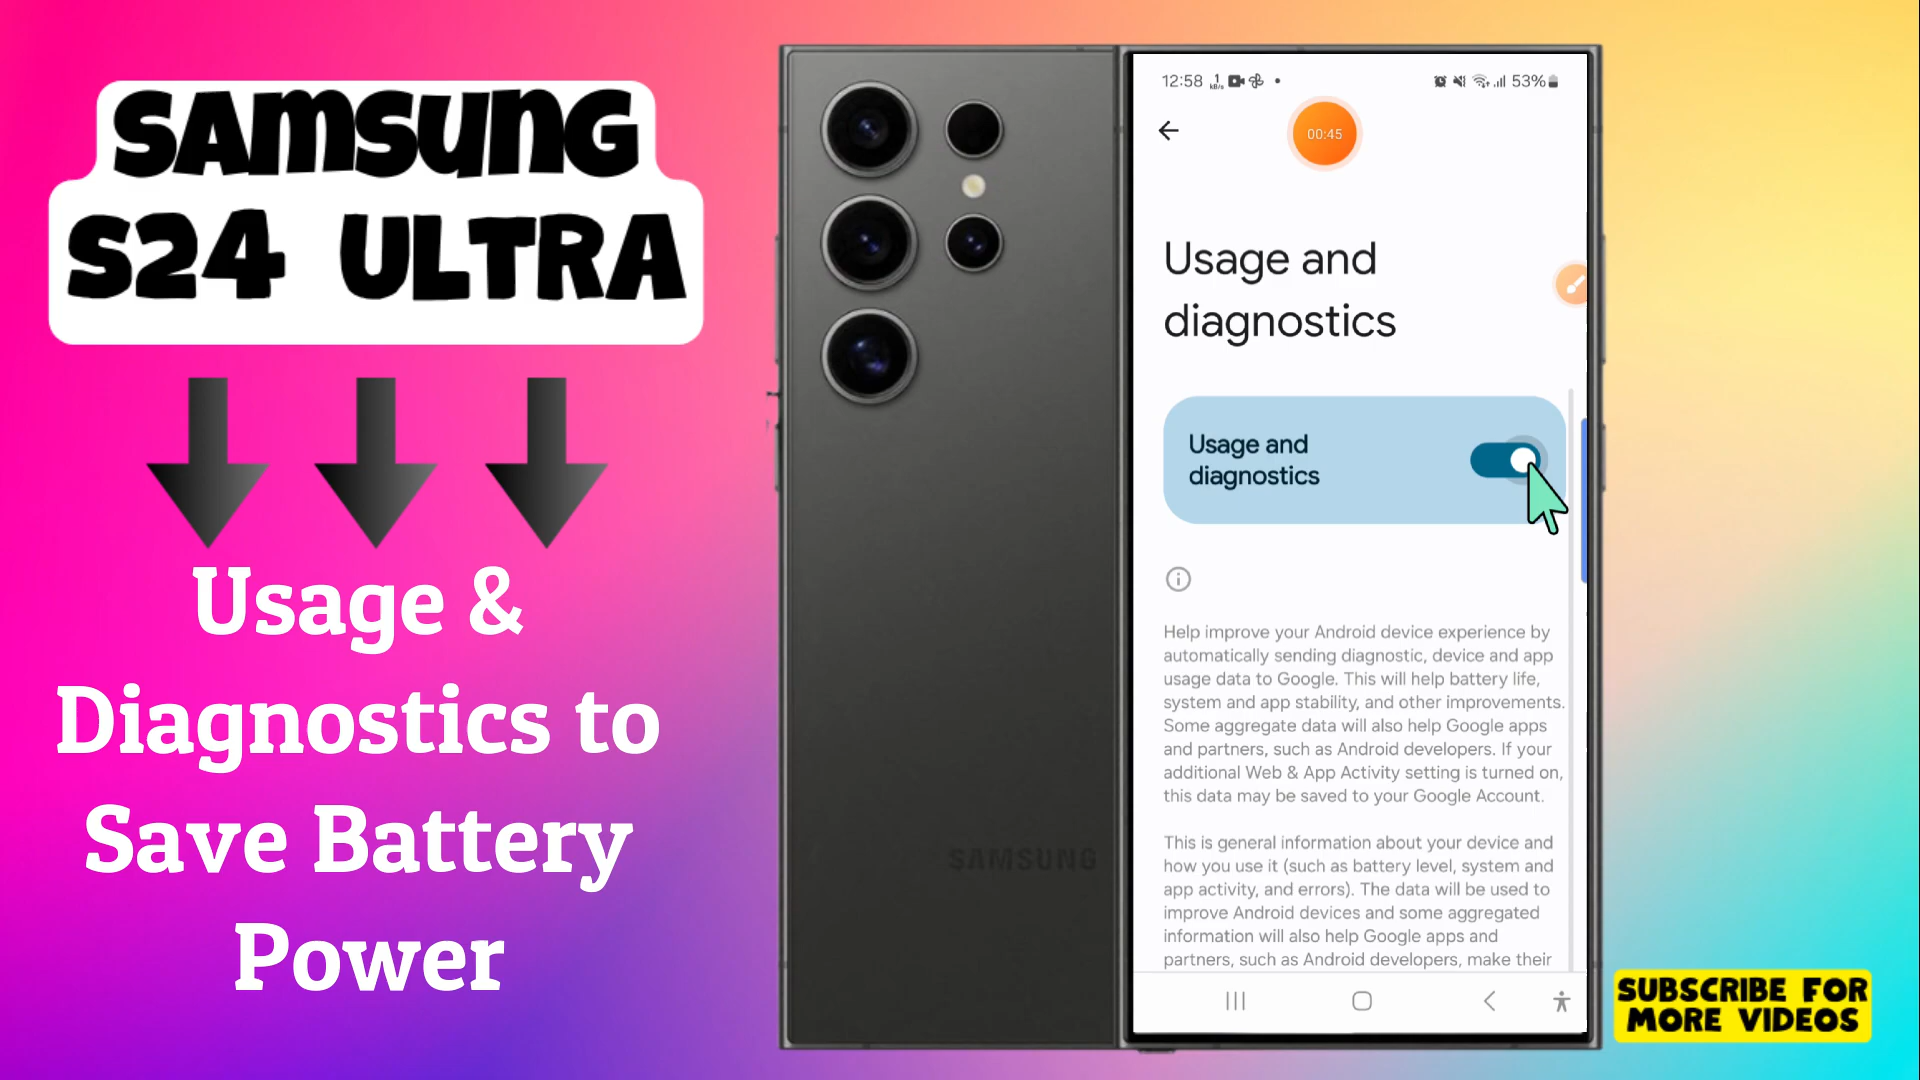 SAMSUNG
S24 ULTRA
Usage &
Diagnostics to
Save Battery
Power
SAMSUNG
12:58 1 kB/s 53%
00:45
Usage and
diagnostics
Usage and
diagnostics
Help improve your Android device experience by
automatically sending diagnostic, device and app
usage data to Google. This will help battery life,
system and app stability, and other improvements.
Some aggregate data will also help Google apps
and partners, such as Android developers. If your
additional Web & App Activity setting is turned on,
this data may be saved to your Google Account.
This is general information about your device and
how you use it (such as battery level, system and
app activity, and errors). The data will be used to
improve Android devices and some aggregated
information will also help Google apps and
partners, such as Android developers, make their
SUBSCRIBE FOR
MORE VIDEOS